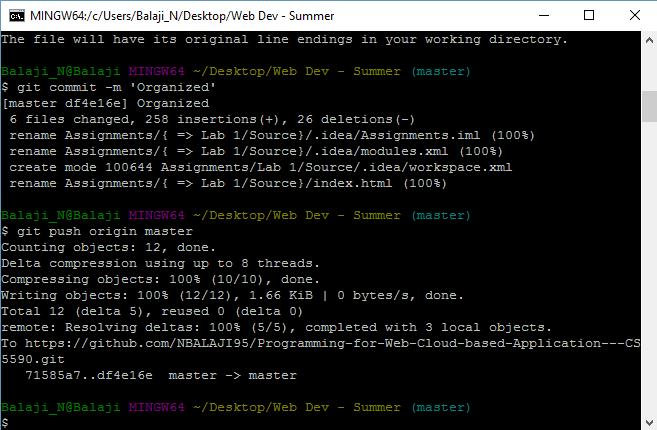 MINGW64:/c/Users/Balaji_N/Desktop/Web Dev - Summer
The file will have its original line endings in your working directory.
Balaji_N@Balaji MINGW64 ~/Desktop/Web Dev - Summer (master)
$ git commit -m 'Organized'
[master df4e16e] Organized
 6 files changed, 258 insertions(+), 26 deletions(-)
 rename Assignments/{ => Lab 1/Source}/.idea/Assignments.iml (100%)
 rename Assignments/{ => Lab 1/Source}/.idea/modules.xml (100%)
 create mode 100644 Assignments/Lab 1/Source/.idea/workspace.xml
 rename Assignments/{ => Lab 1/Source}/index.html (100%)
Balaji_N@Balaji MINGW64 ~/Desktop/Web Dev - Summer (master)
$ git push origin master
Counting objects: 12, done.
Delta compression using up to 8 threads.
Compressing objects: 100% (10/10), done.
Writing objects: 100% (12/12), 1.66 KiB | 0 bytes/s, done.
Total 12 (delta 5), reused 0 (delta 0)
remote: Resolving deltas: 100% (5/5), completed with 3 local objects.
To https://github.com/NBALAJI95/Programming-for-Web-Cloud-based-Application---CS
5590.git
   71585a7..df4e16e  master -> master
Balaji_N@Balaji MINGW64 ~/Desktop/Web Dev - Summer (master)
$